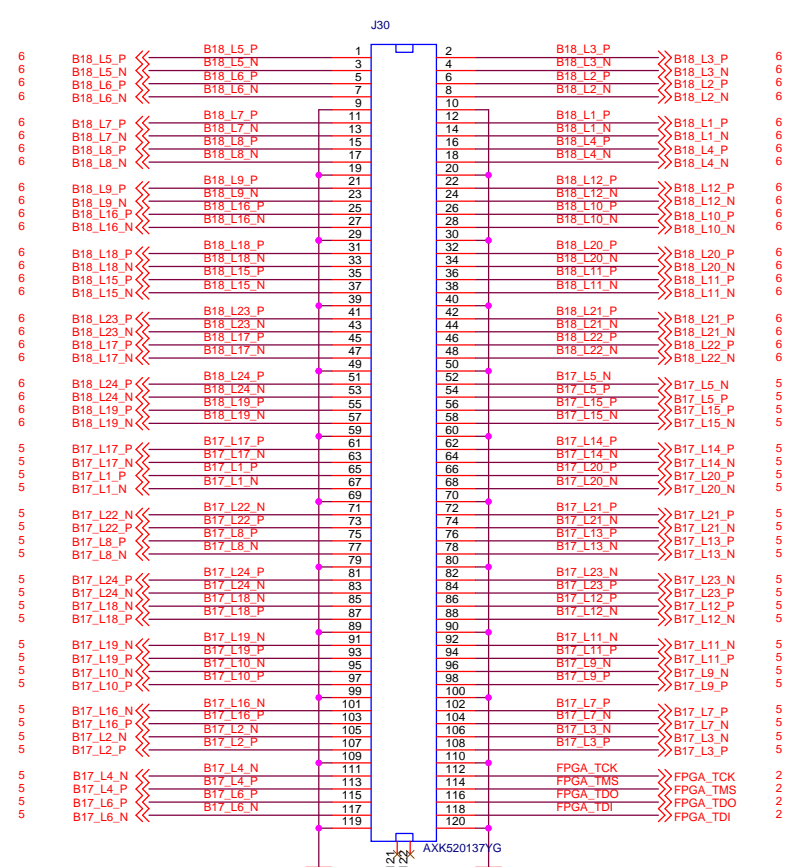 J30
6 B18_L5_P B18_L5_P 1 2 B18_L3_P B18_L3_P 6
6 B18_L5_N B18_L5_N 3 4 B18_L3_N B18_L3_N 6
6 B18_L6_P B18_L6_P 5 6 B18_L2_P B18_L2_P 6
6 B18_L6_N B18_L6_N 7 8 B18_L2_N B18_L2_N 6
9 10
6 B18_L7_P B18_L7_P 11 12 B18_L1_P B18_L1_P 6
6 B18_L7_N B18_L7_N 13 14 B18_L1_N B18_L1_N 6
6 B18_L8_P B18_L8_P 15 16 B18_L4_P B18_L4_P 6
6 B18_L8_N B18_L8_N 17 18 B18_L4_N B18_L4_N 6
19 20
6 B18_L9_P B18_L9_P 21 22 B18_L12_P B18_L12_P 6
6 B18_L9_N B18_L9_N 23 24 B18_L12_N B18_L12_N 6
6 B18_L16_P B18_L16_P 25 26 B18_L10_P B18_L10_P 6
6 B18_L16_N B18_L16_N 27 28 B18_L10_N B18_L10_N 6
29 30
6 B18_L18_P B18_L18_P 31 32 B18_L20_P B18_L20_P 6
6 B18_L18_N B18_L18_N 33 34 B18_L20_N B18_L20_N 6
6 B18_L15_P B18_L15_P 35 36 B18_L11_P B18_L11_P 6
6 B18_L15_N B18_L15_N 37 38 B18_L11_N B18_L11_N 6
39 40
6 B18_L23_P B18_L23_P 41 42 B18_L21_P B18_L21_P 6
6 B18_L23_N B18_L23_N 43 44 B18_L21_N B18_L21_N 6
6 B18_L17_P B18_L17_P 45 46 B18_L22_P B18_L22_P 6
6 B18_L17_N B18_L17_N 47 48 B18_L22_N B18_L22_N 6
49 50
6 B18_L24_P B18_L24_P 51 52 B17_L5_N B17_L5_N 5
6 B18_L24_N B18_L24_N 53 54 B17_L5_P B17_L5_P 5
6 B18_L19_P B18_L19_P 55 56 B17_L15_P B17_L15_P 5
6 B18_L19_N B18_L19_N 57 58 B17_L15_N B17_L15_N 5
59 60
5 B17_L17_P B17_L17_P 61 62 B17_L14_P B17_L14_P 5
5 B17_L17_N B17_L17_N 63 64 B17_L14_N B17_L14_N 5
5 B17_L1_P B17_L1_P 65 66 B17_L20_P B17_L20_P 5
5 B17_L1_N B17_L1_N 67 68 B17_L20_N B17_L20_N 5
69 70
5 B17_L22_N B17_L22_N 71 72 B17_L21_P B17_L21_P 5
5 B17_L22_P B17_L22_P 73 74 B17_L21_N B17_L21_N 5
5 B17_L8_P B17_L8_P 75 76 B17_L13_P B17_L13_P 5
5 B17_L8_N B17_L8_N 77 78 B17_L13_N B17_L13_N 5
79 80
5 B17_L24_P B17_L24_P 81 82 B17_L23_N B17_L23_N 5
5 B17_L24_N B17_L24_N 83 84 B17_L23_P B17_L23_P 5
5 B17_L18_N B17_L18_N 85 86 B17_L12_P B17_L12_P 5
5 B17_L18_P B17_L18_P 87 88 B17_L12_N B17_L12_N 5
89 90
5 B17_L19_N B17_L19_N 91 92 B17_L11_N B17_L11_N 5
5 B17_L19_P B17_L19_P 93 94 B17_L11_P B17_L11_P 5
5 B17_L10_N B17_L10_N 95 96 B17_L9_N B17_L9_N 5
5 B17_L10_P B17_L10_P 97 98 B17_L9_P B17_L9_P 5
99 100
5 B17_L16_N B17_L16_N 101 102 B17_L7_P B17_L7_P 5
5 B17_L16_P B17_L16_P 103 104 B17_L7_N B17_L7_N 5
5 B17_L2_N B17_L2_N 105 106 B17_L3_N B17_L3_N 5
5 B17_L2_P B17_L2_P 107 108 B17_L3_P B17_L3_P 5
109 110
5 B17_L4_N B17_L4_N 111 112 FPGA_TCK FPGA_TCK 2
5 B17_L4_P B17_L4_P 113 114 FPGA_TMS FPGA_TMS 2
5 B17_L6_P B17_L6_P 115 116 FPGA_TDO FPGA_TDO 2
5 B17_L6_N B17_L6_N 117 118 FPGA_TDI FPGA_TDI 2
119 120
AXK520137YG